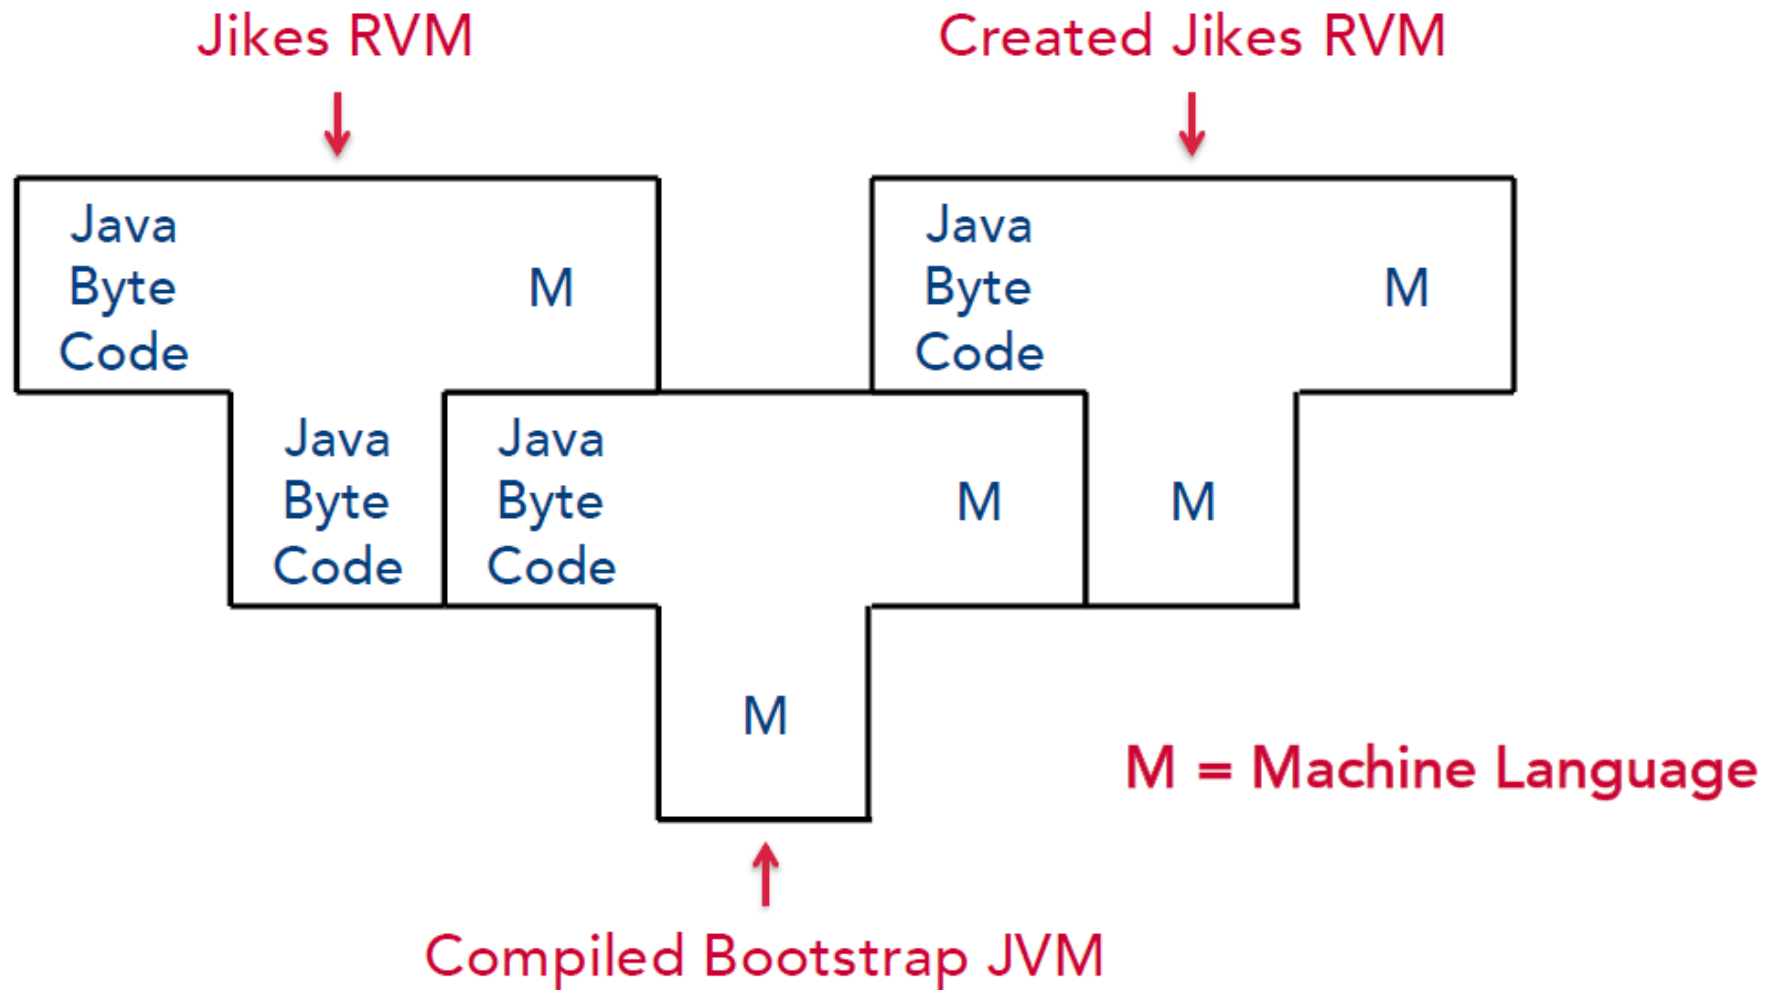 Jikes RVM
Created Jikes RVM
Java
Byte
Code
M
Java
Byte
Code
M
Java
Byte
Code
Java
Byte
Code
M
M
M
M = Machine Language
Compiled Bootstrap JVM